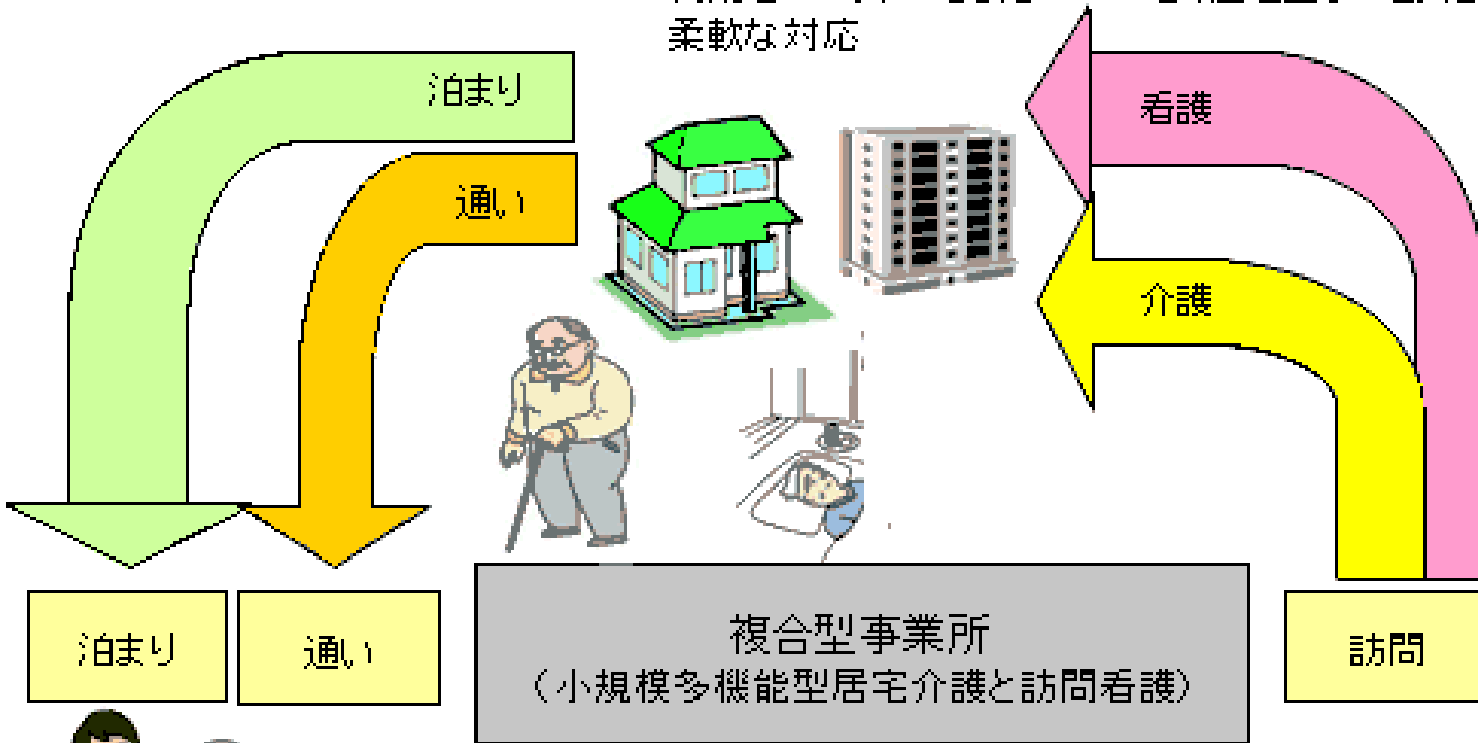 柔軟な対応
泊まり
看護
通い
介護
泊まり
通い
複合型事業所
（小規模多機能型居宅介護と訪問看護）
訪問